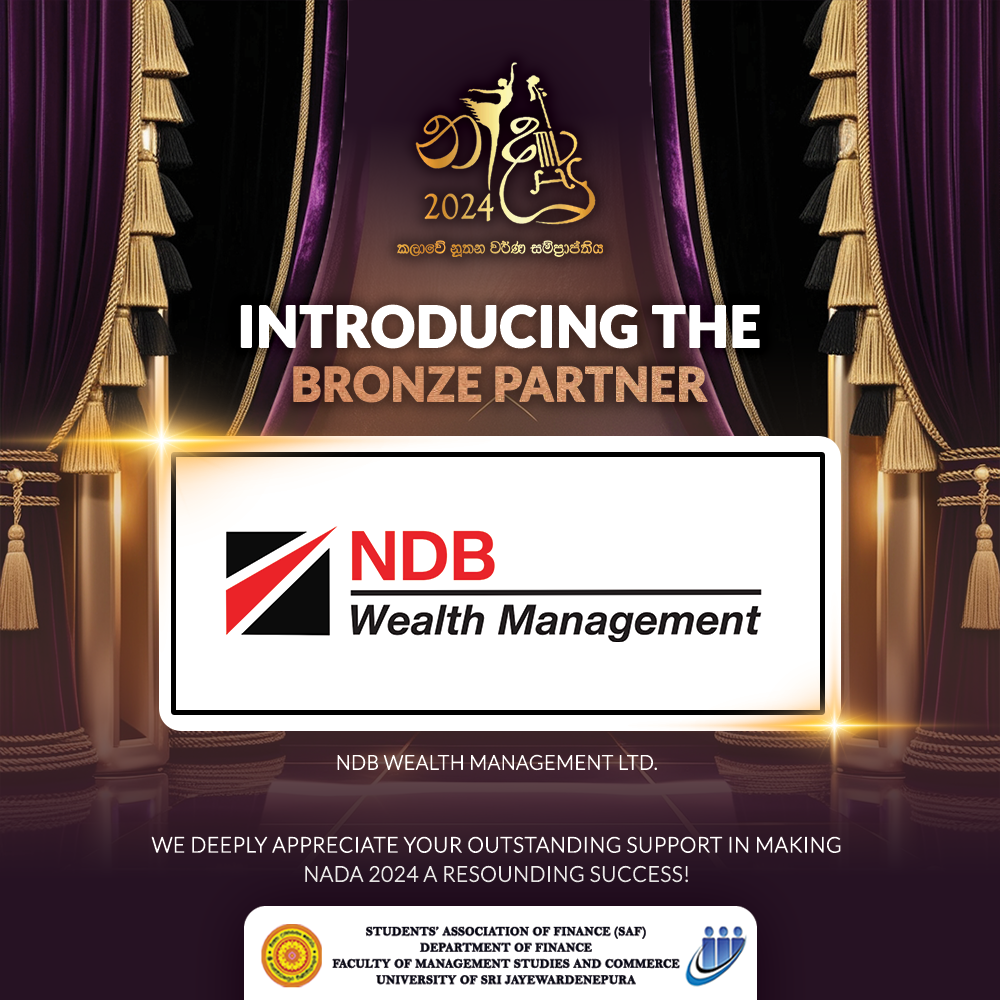 නාද
2024
කලාවේ නූතන වර්ණ සම්ප්‍රාප්තිය
INTRODUCING THE
BRONZE PARTNER
NDB
Wealth Management
NDB WEALTH MANAGEMENT LTD.
WE DEEPLY APPRECIATE YOUR OUTSTANDING SUPPORT IN MAKING
NADA 2024 A RESOUNDING SUCCESS!
STUDENTS' ASSOCIATION OF FINANCE (SAF)
DEPARTMENT OF FINANCE
FACULTY OF MANAGEMENT STUDIES AND COMMERCE
UNIVERSITY OF SRI JAYEWARDENEPURA